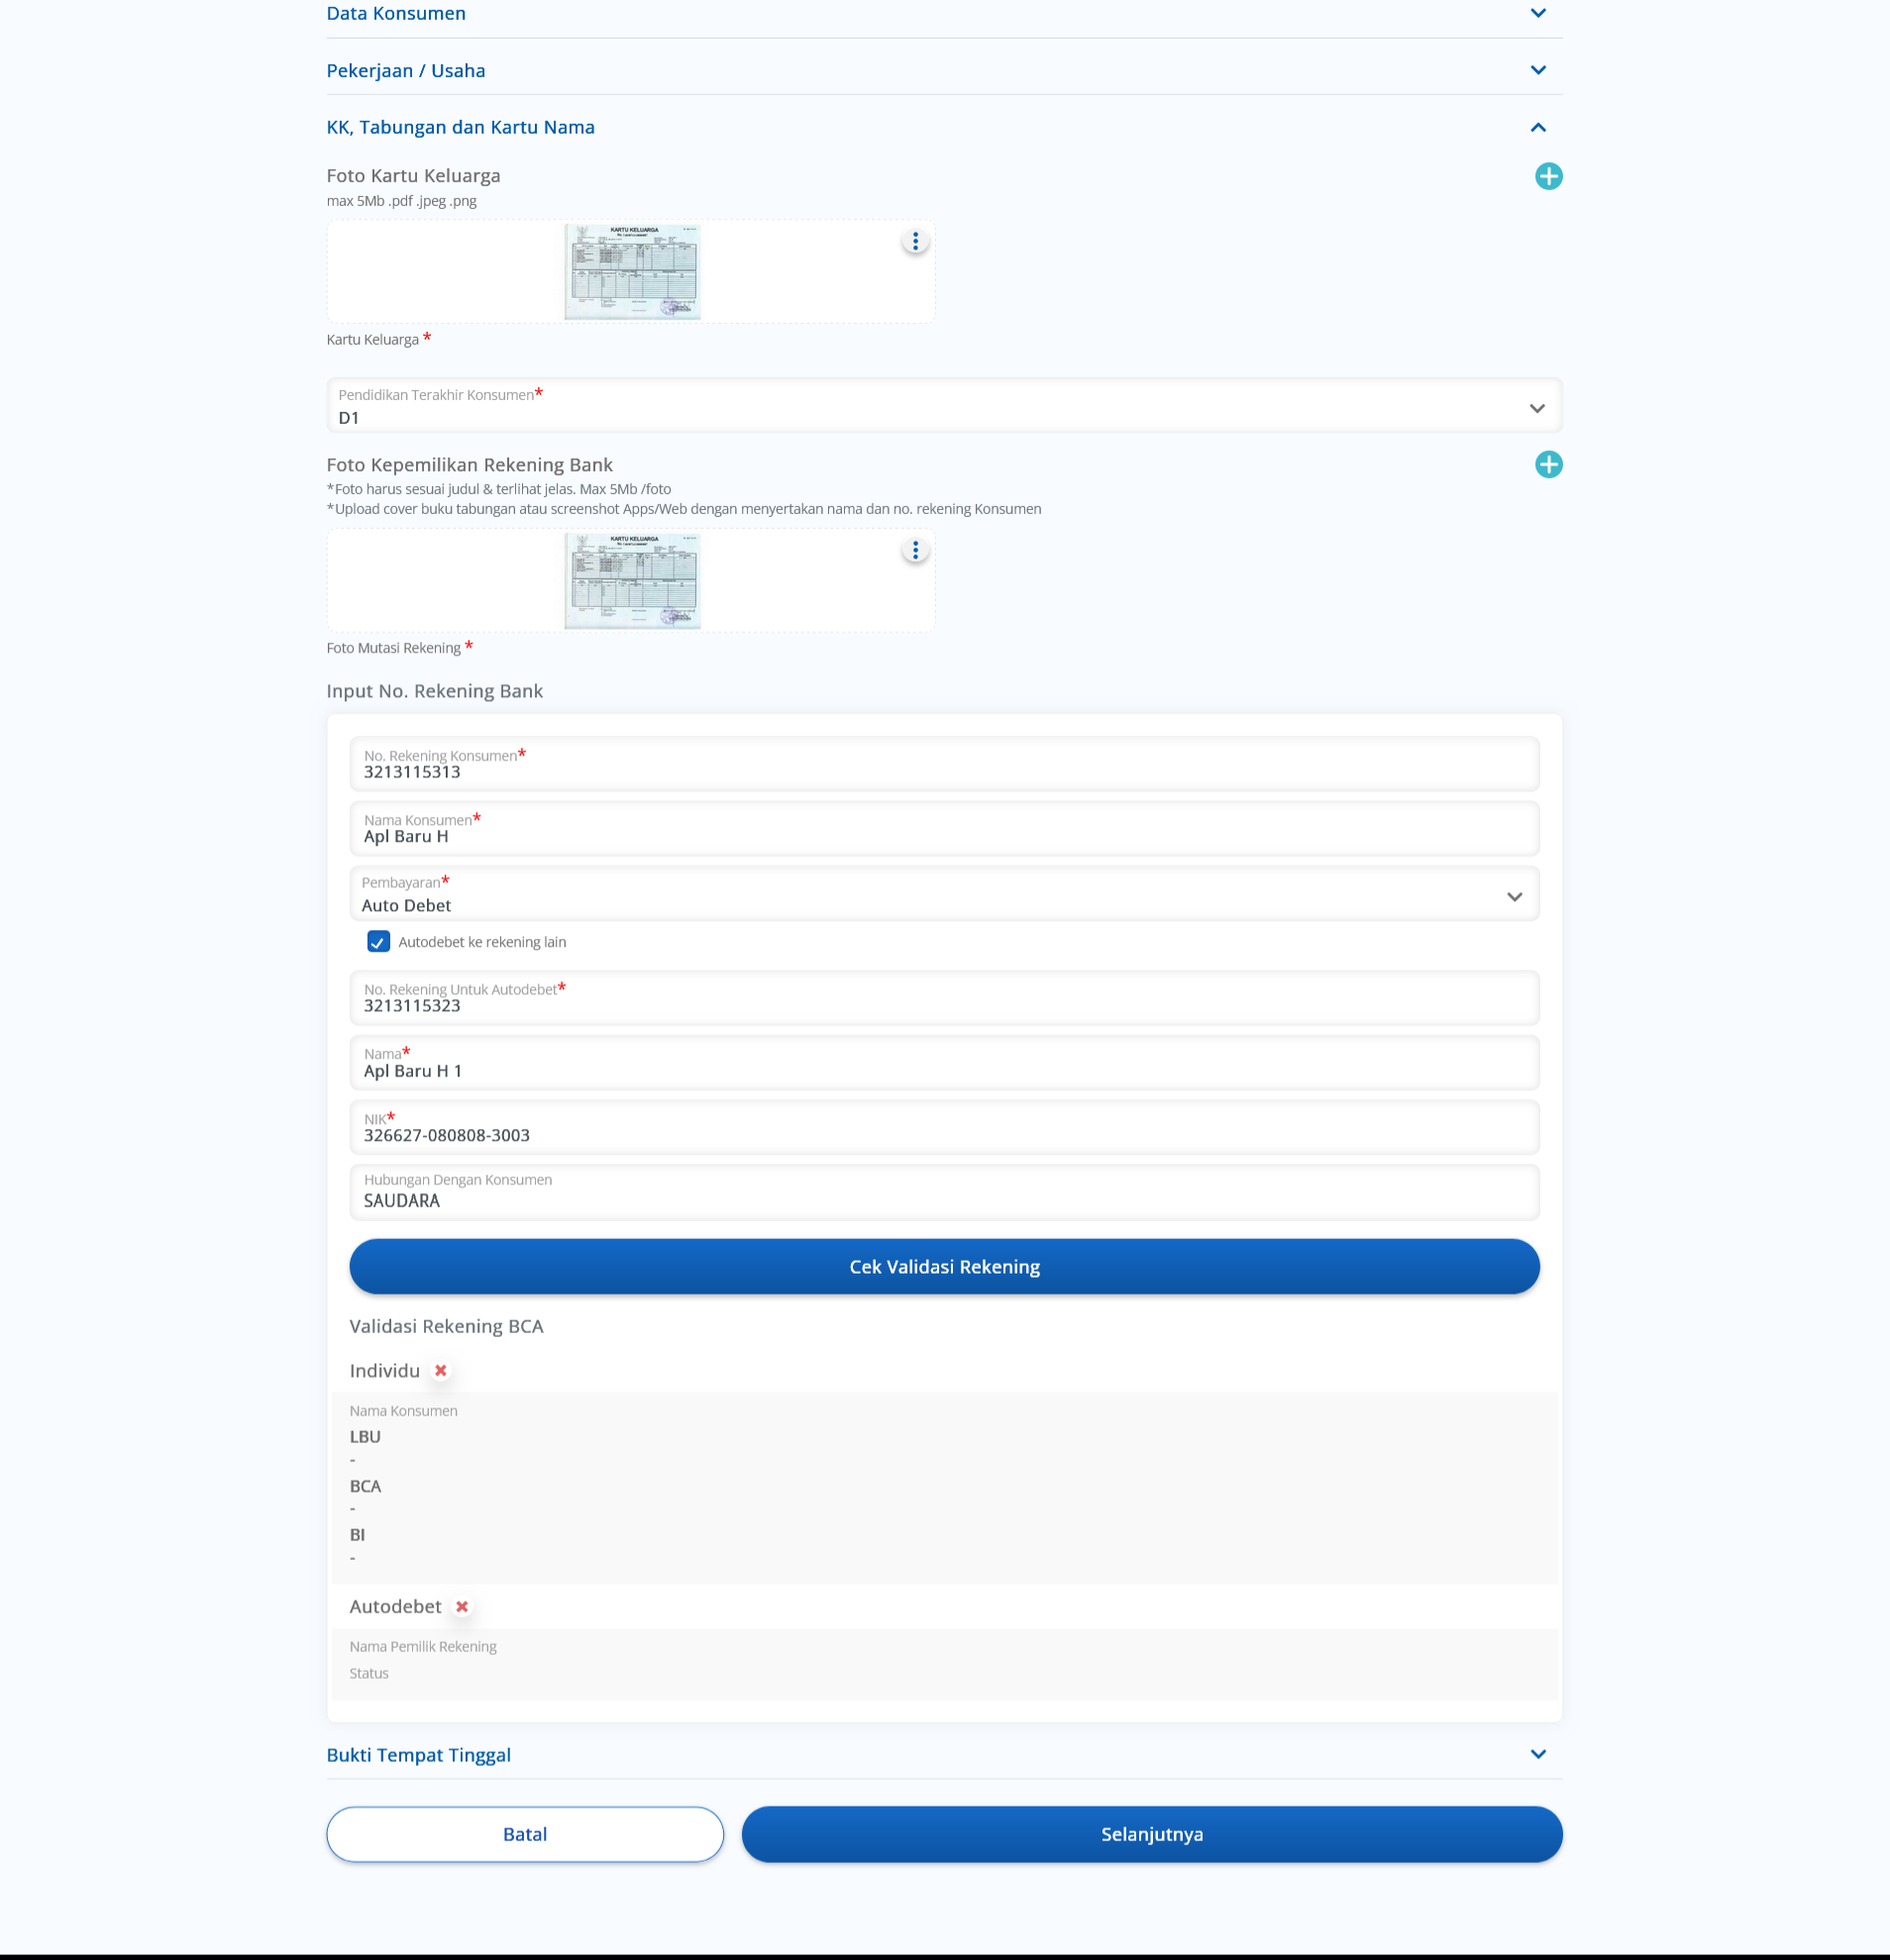 Data Konsumen
Pekerjaan / Usaha
KK, Tabungan dan Kartu Nama
Foto Kartu Keluarga
max 5Mb .pdf .jpeg .png
KARTU KELUARGA
Kartu Keluarga *
Pendidikan Terakhir Konsumen*
D1
Foto Kepemilikan Rekening Bank
*Foto harus sesuai judul & terlihat jelas. Max 5Mb /foto
*Upload cover buku tabungan atau screenshot Apps/Web dengan menyertakan nama dan no. rekening Konsumen
KARTU KELUARGA
Foto Mutasi Rekening *
Input No. Rekening Bank
No. Rekening Konsumen*
3213115313
Nama Konsumen*
Apl Baru H
Pembayaran*
Auto Debet
Autodebet ke rekening lain
No. Rekening Untuk Autodebet*
3213115323
Nama*
Apl Baru H 1
NIK*
326627-080808-3003
Hubungan Dengan Konsumen
SAUDARA
Cek Validasi Rekening
Validasi Rekening BCA
Individu
Nama Konsumen
LBU
-
BCA
-
BI
-
Autodebet
Nama Pemilik Rekening
Status
Bukti Tempat Tinggal
Batal
Selanjutnya